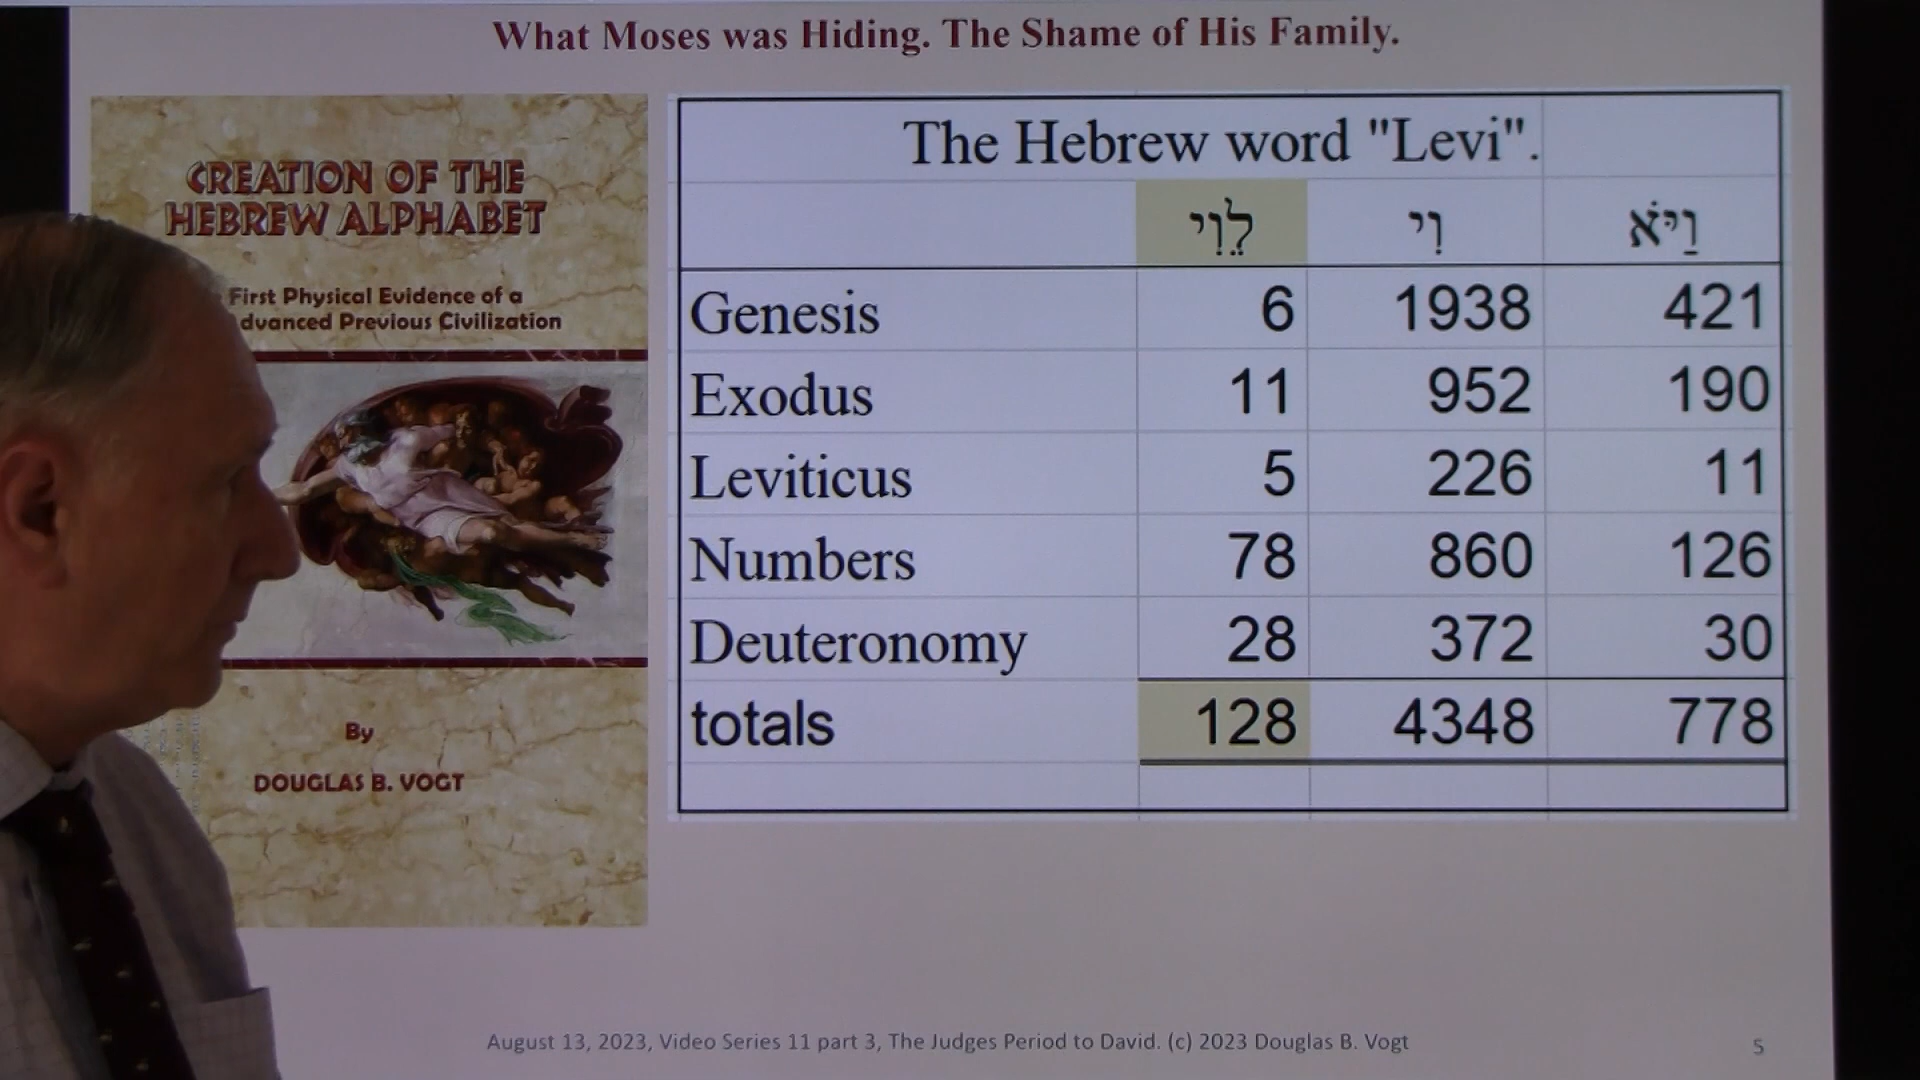 What Moses was Hiding. The Shame of His Family.
CREATION OF THE
HEBREW ALPHABET
First Physical Evidence of a
dvanced Previous Civilization
By
DOUGLAS B. VOGT
The Hebrew word "Levi".
לֵוִי וִי וַיֹּא
Genesis 6 1938 421
Exodus 11 952 190
Leviticus 5 226 11
Numbers 78 860 126
Deuteronomy 28 372 30
totals 128 4348 778
August 13, 2023, Video Series 11 part 3, The Judges Period to David. (c) 2023 Douglas B. Vogt
5